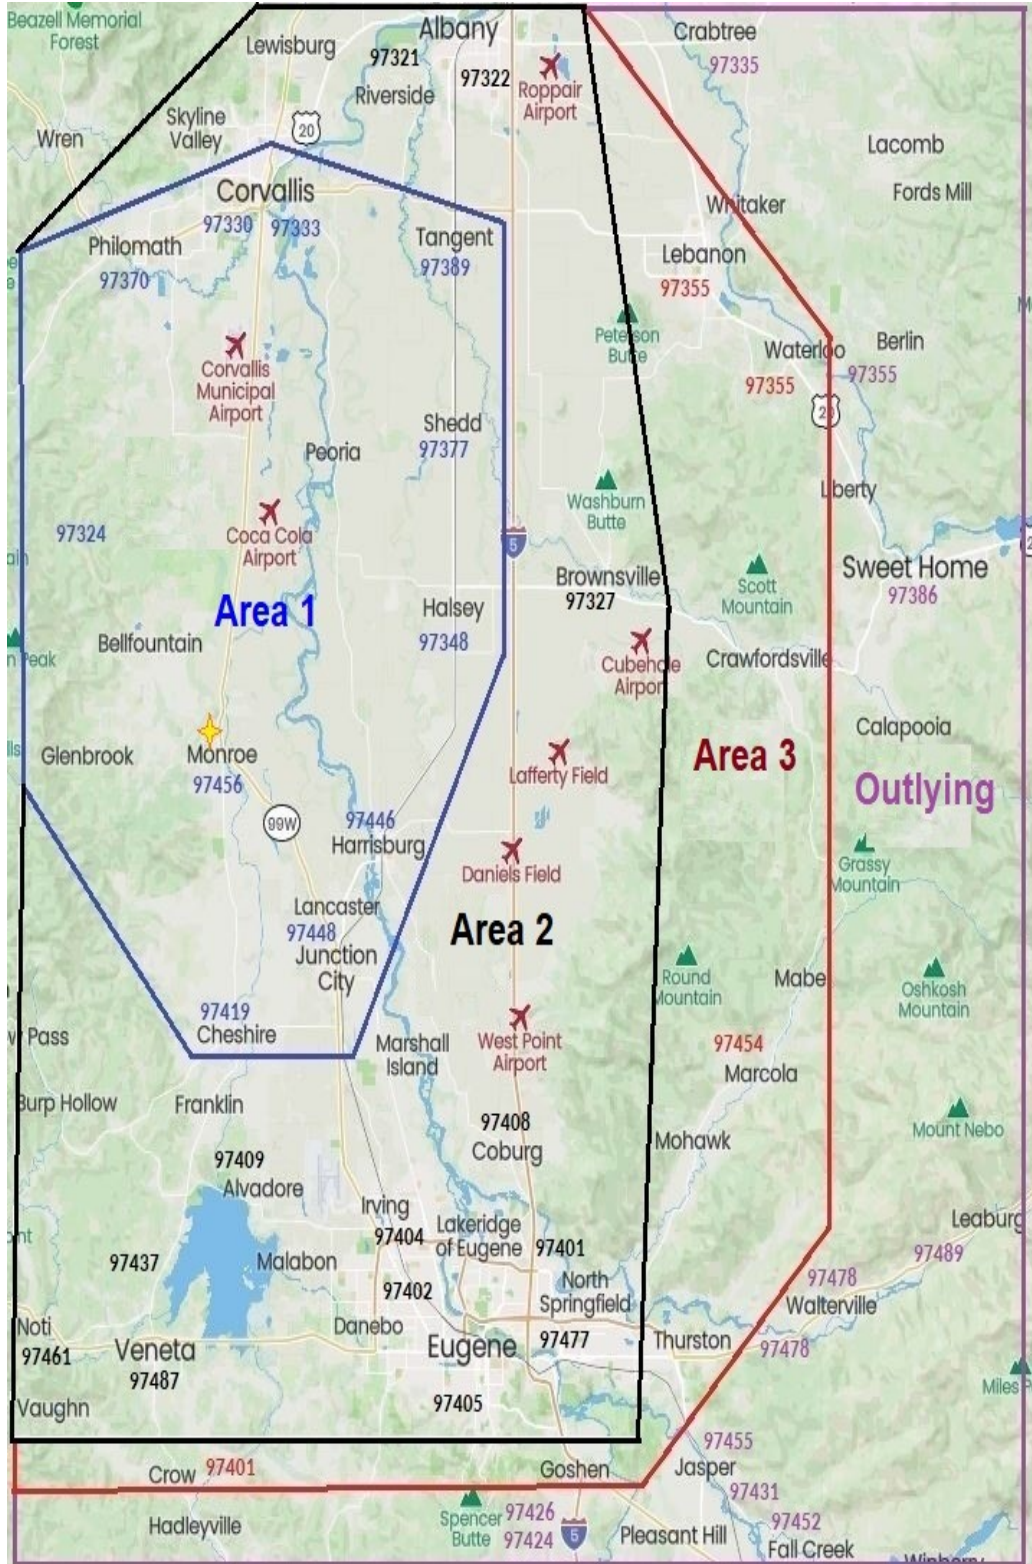 Beazell Memorial
Forest
Lewisburg
Albany
97321
97322
Crabtree
97335
Roppair
Airport
Riverside
Skyline
Valley
20
Wren
Lacomb
Fords Mill
Corvallis
97330
97333
Whitaker
Philomath
97370
Tangent
97389
Lebanon
97355
Peterson
Butte
Corvallis
Municipal
Airport
Waterloo
97355
Berlin
97355
20
Shedd
97377
Peoria
Washburn
Butte
Liberty
97324
Coca Cola
Airport
5
Sweet Home
97386
Brownsville
97327
Scott
Mountain
Area 1
Halsey
97348
Bellfountain
Peak
Cubehole
Airport
Crawfordsville
Glenbrook
Monroe
97456
Lafferty Field
Area 3
Calapooia
Outlying
99W
97446
Harrisburg
Daniels Field
Grassy
Mountain
Lancaster
97448
Junction
City
Area 2
Round
Mountain
Mabel
Oshkosh
Mountain
97419
Cheshire
Pass
Marshall
Island
West Point
Airport
97454
Marcola
Burp Hollow
Franklin
97408
Coburg
Mohawk
Mount Nebo
97409
Alvadore
Irving
97404
Lakeridge
of Eugene
97401
Leaburg
97489
97437
Malabon
97402
North
Springfield
97478
Walterville
Noti
97461
Veneta
97487
Danebo
Eugene
97477
Thurston
97478
Vaughn
97405
Miles
97455
Crow
97401
Goshen
Jasper
97431
Hadleyville
Spencer
Butte
97426
97424
5
Pleasant Hill
97452
Fall Creek